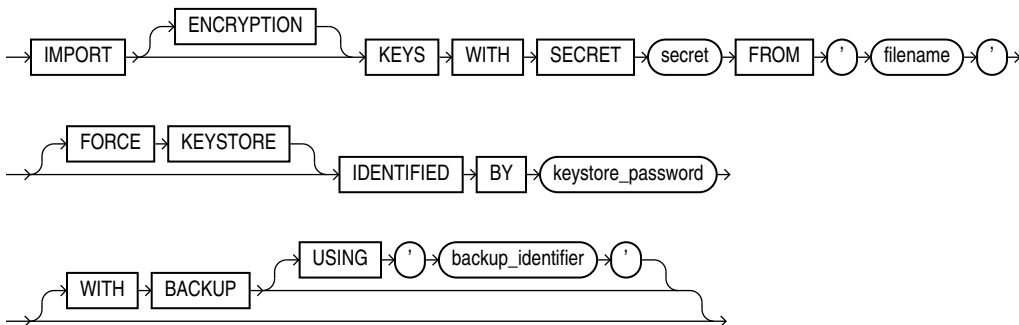 ENCRYPTION
IMPORT KEYS WITH SECRET secret FROM ’ filename ’
FORCE KEYSTORE
IDENTIFIED BY keystore_password
USING ’ backup_identifier ’
WITH BACKUP